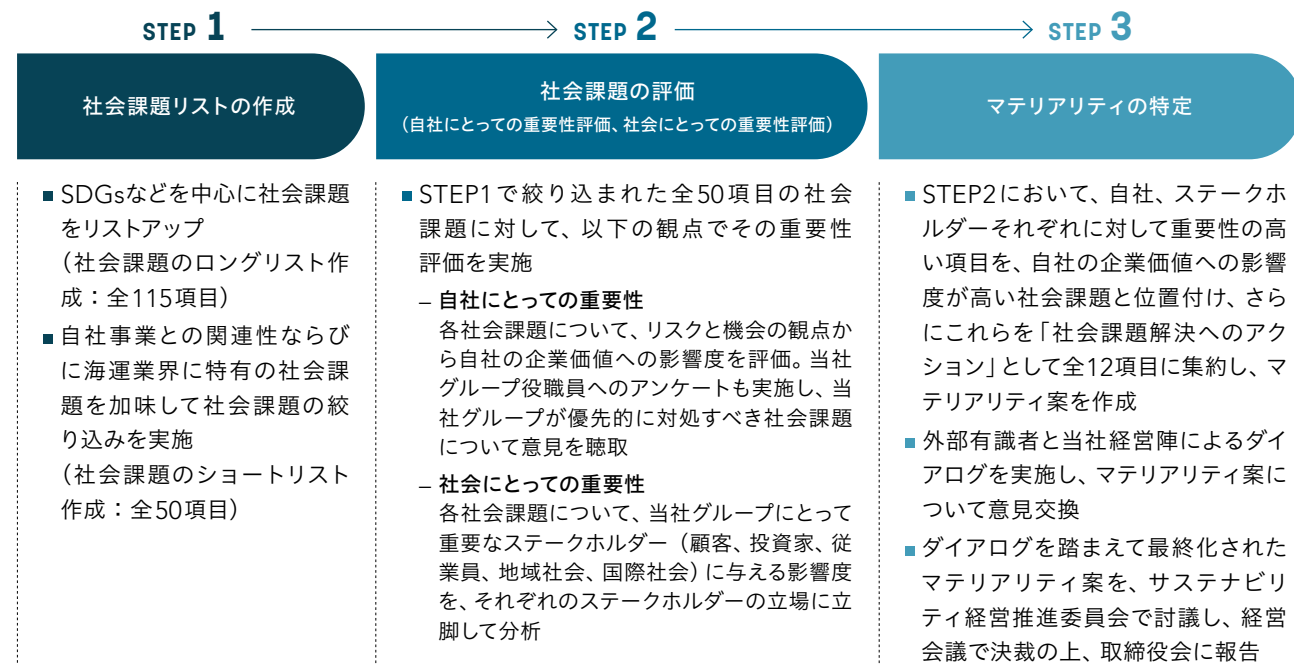 STEP 1
STEP 2
STEP 3
社会課題リストの作成
社会課題の評価
（自社にとっての重要性評価、社会にとっての重要性評価）
マテリアリティの特定
■ SDGsなどを中心に社会課題
をリストアップ
（社会課題のロングリスト作
成：全115項目）
■ 自社事業との関連性ならび
に海運業界に特有の社会課
題を加味して社会課題の絞
り込みを実施
（社会課題のショートリスト
作成：全50項目）
■ STEP1で絞り込まれた全50項目の社会
課題に対して、以下の観点でその重要性
評価を実施
– 自社にとっての重要性
各社会課題について、リスクと機会の観点か
ら自社の企業価値への影響度を評価。当社
グループ役職員へのアンケートも実施し、当
社グループが優先的に対処すべき社会課題
について意見を聴取
– 社会にとっての重要性
各社会課題について、当社グループにとって
重要なステークホルダー（顧客、投資家、従
業員、地域社会、国際社会）に与える影響度
を、それぞれのステークホルダーの立場に立
脚して分析
■ STEP2において、自社、ステークホ
ルダーそれぞれに対して重要性の高
い項目を、自社の企業価値への影響
度が高い社会課題と位置付け、さら
にこれらを「社会課題解決へのアク
ション」として全12項目に集約し、マ
テリアリティ案を作成
■ 外部有識者と当社経営陣によるダイ
アログを実施し、マテリアリティ案に
ついて意見交換
■ ダイアログを踏まえて最終化された
マテリアリティ案を、サステナビリ
ティ経営推進委員会で討議し、経営
会議で決裁の上、取締役会に報告